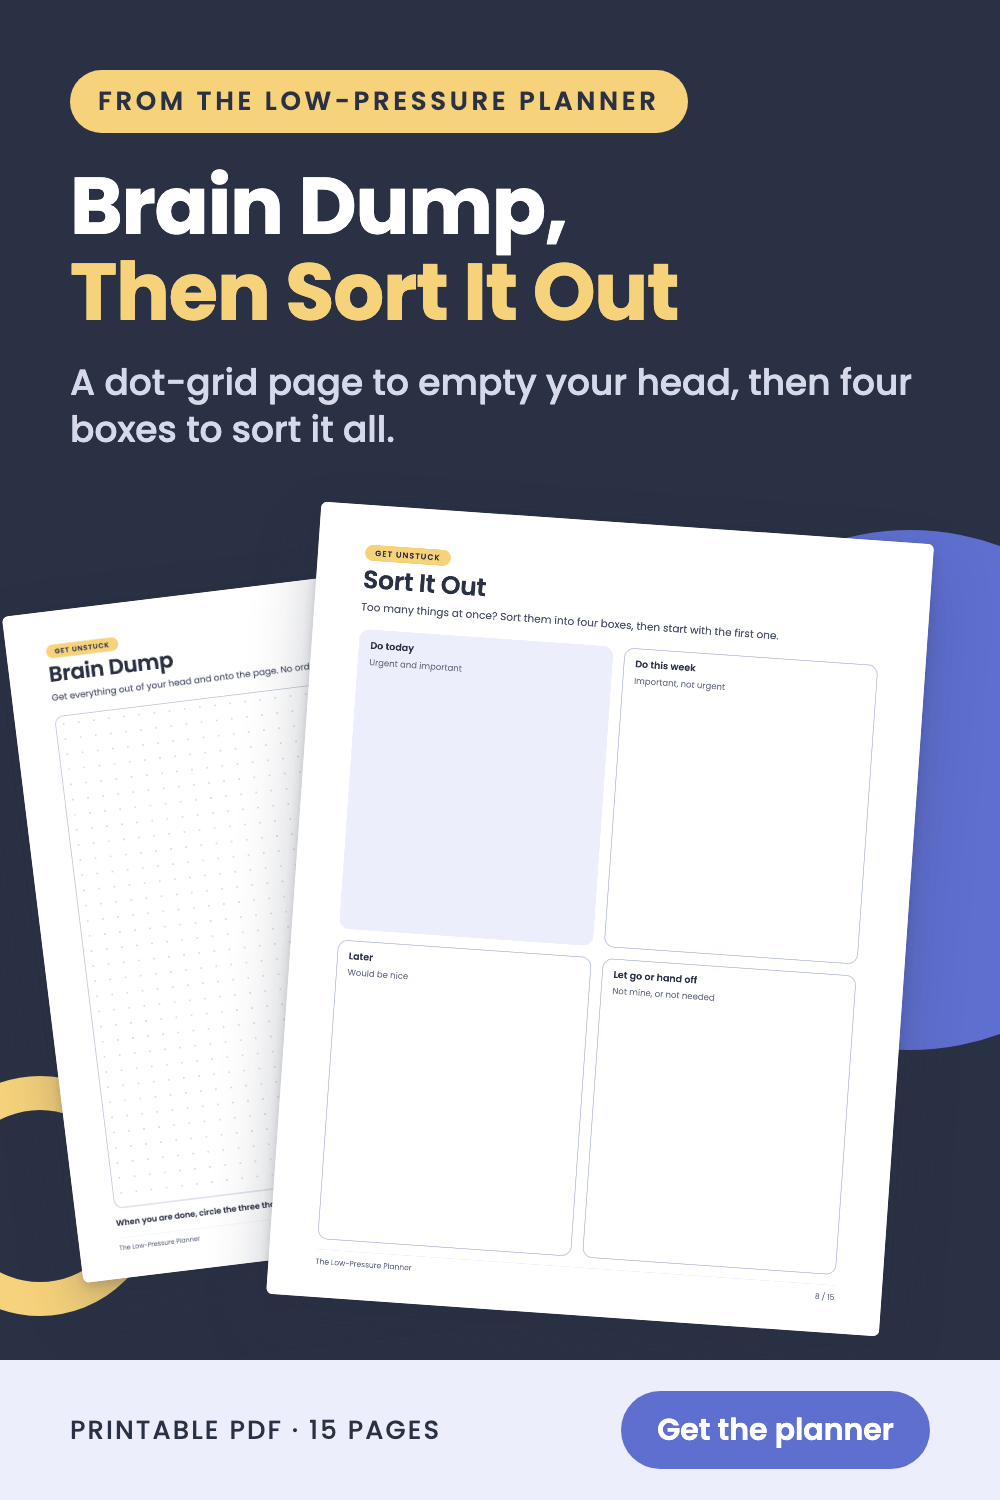 FROM THE LOW-PRESSURE PLANNER
Brain Dump,
Then Sort It Out
A dot-grid page to empty your head, then four
boxes to sort it all.
GET UNSTUCK
Brain Dump
Get everything out of your head and onto the page. No
When you are done, circle the three
The Low-Pressure Planner
GET UNSTUCK
Sort It Out
Too many things at once? Sort them into four boxes, then start with the first one.
Do today
Urgent and important
Do this week
Important, not urgent
Later
Would be nice
Let go or hand off
Not mine, or not needed
The Low-Pressure Planner
8 / 15
PRINTABLE PDF · 15 PAGES
Get the planner